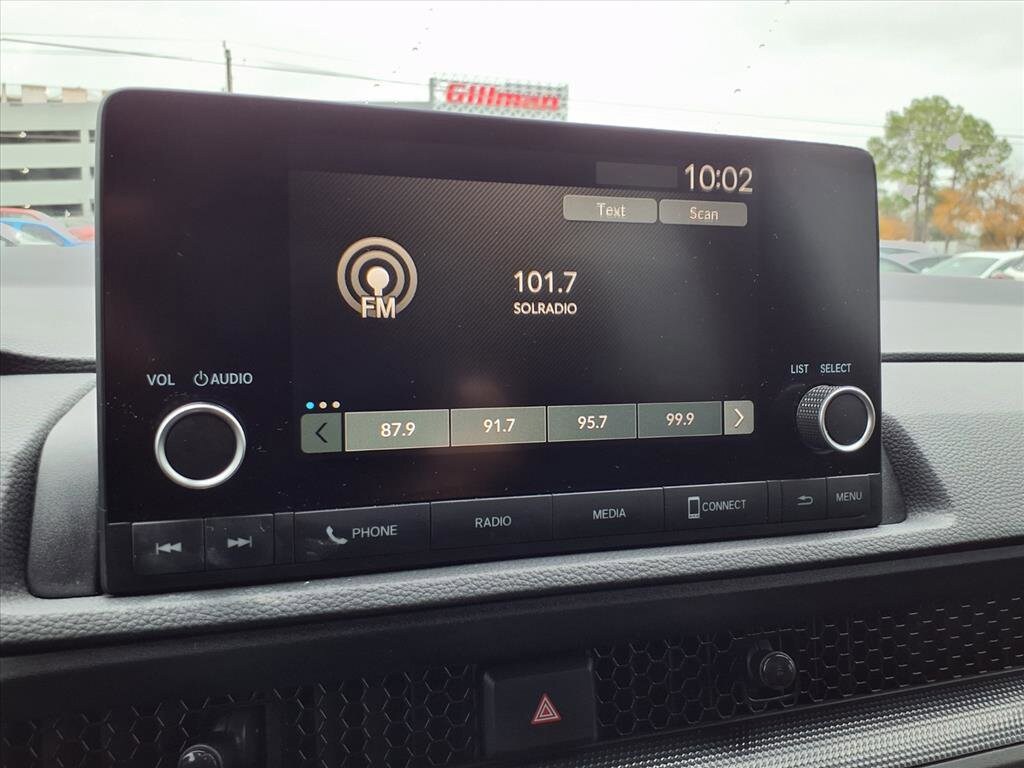 Gillman
10:02
Text Scan
FM
101.7
SOLRADIO
VOL AUDIO
LIST SELECT
87.9 91.7 95.7 99.9
PHONE RADIO MEDIA CONNECT MENU